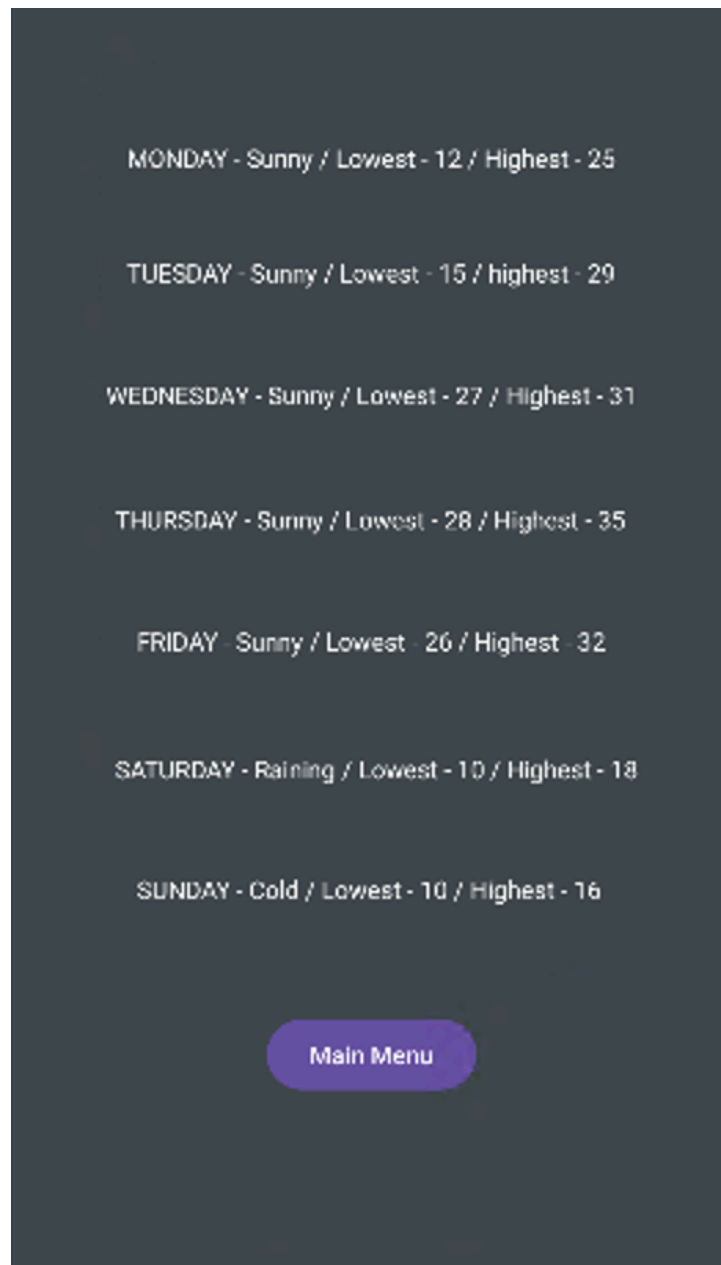 MONDAY - Sunny / Lowest - 12 / Highest - 25
TUESDAY - Sunny / Lowest - 15 / highest - 29
WEDNESDAY - Sunny / Lowest - 27 / Highest - 31
THURSDAY - Sunny / Lowest - 28 / Highest - 35
FRIDAY - Sunny / Lowest - 26 / Highest - 32
SATURDAY - Raining / Lowest - 10 / Highest - 18
SUNDAY - Cold / Lowest - 10 / Highest - 16
Main Menu